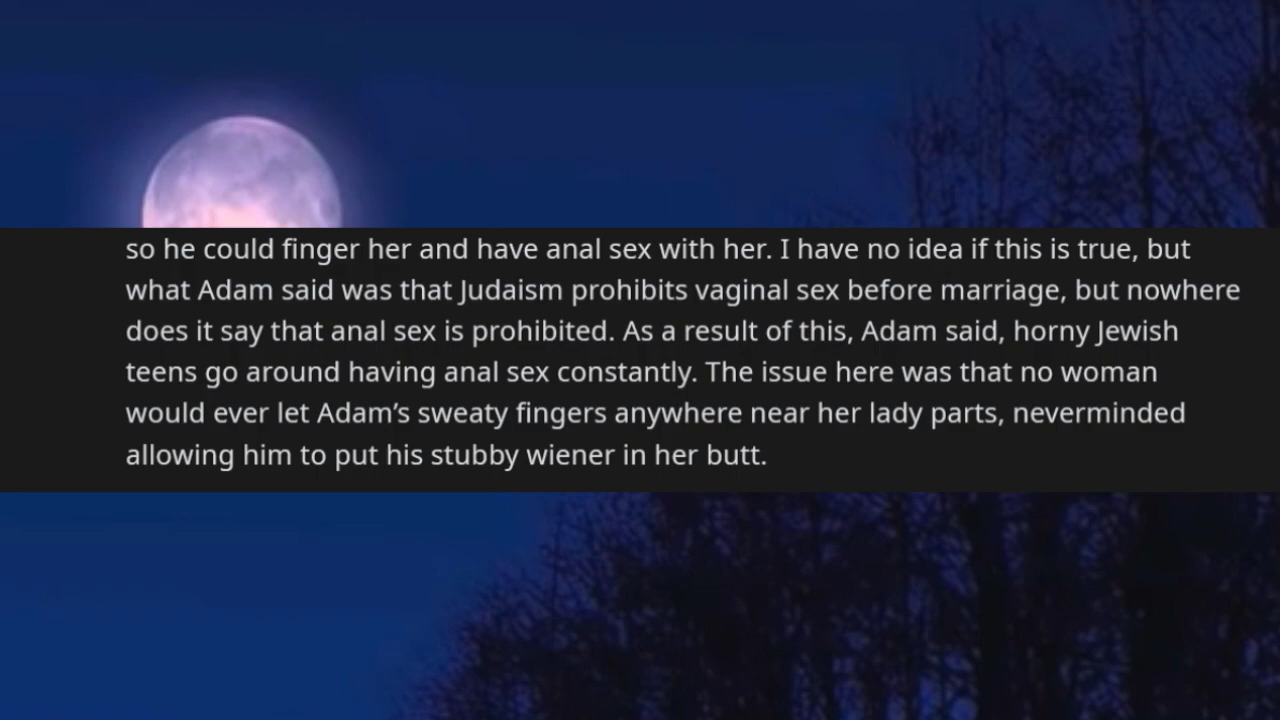 so he could finger her and have anal sex with her. I have no idea if this is true, but
what Adam said was that Judaism prohibits vaginal sex before marriage, but nowhere
does it say that anal sex is prohibited. As a result of this, Adam said, horny Jewish
teens go around having anal sex constantly. The issue here was that no woman
would ever let Adam’s sweaty fingers anywhere near her lady parts, neverminded
allowing him to put his stubby wiener in her butt.